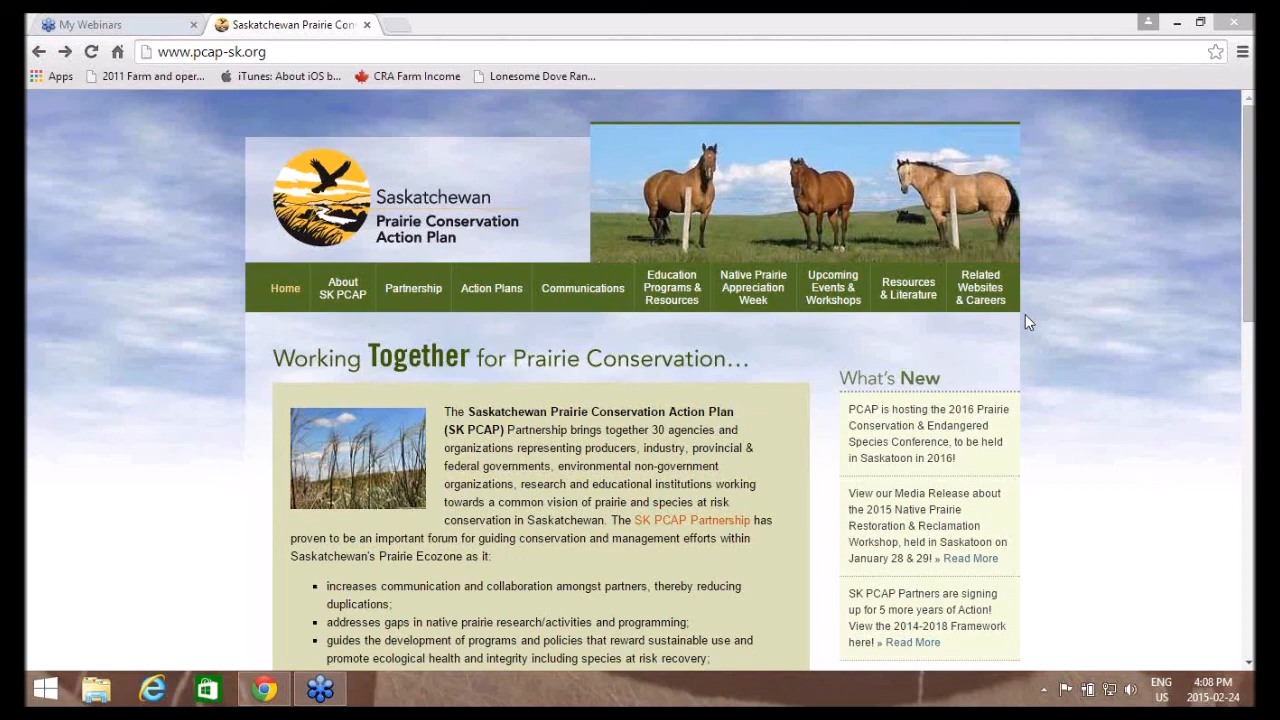 My Webinars
Saskatchewan Prairie Con
www.pcap-sk.org
Apps
2011 Farm and oper...
iTunes: About iOS b...
CRA Farm Income
Lonesome Dove Ran...
Saskatchewan
Prairie Conservation
Action Plan
Home
About
SK PCAP
Partnership
Action Plans
Communications
Education
Programs &
Resources
Native Prairie
Appreciation
Week
Upcoming
Events &
Workshops
Resources
& Literature
Related
Websites
& Careers
Working Together for Prairie Conservation...
The Saskatchewan Prairie Conservation Action Plan
(SK PCAP) Partnership brings together 30 agencies and
organizations representing producers, industry, provincial &
federal governments, environmental non-government
organizations, research and educational institutions working
towards a common vision of prairie and species at risk
conservation in Saskatchewan. The SK PCAP Partnership has
proven to be an important forum for guiding conservation and management efforts within
Saskatchewan's Prairie Ecozone as it:
increases communication and collaboration amongst partners, thereby reducing
duplications;
addresses gaps in native prairie research/activities and programming;
guides the development of programs and policies that reward sustainable use and
promote ecological health and integrity including species at risk recovery;
What's New
PCAP is hosting the 2016 Prairie
Conservation & Endangered
Species Conference, to be held
in Saskatoon in 2016!
View our Media Release about
the 2015 Native Prairie
Restoration & Reclamation
Workshop, held in Saskatoon on
January 28 & 29! » Read More
SK PCAP Partners are signing
up for 5 more years of Action!
View the 2014-2018 Framework
here! » Read More
ENG
US
4:08 PM
2015-02-24